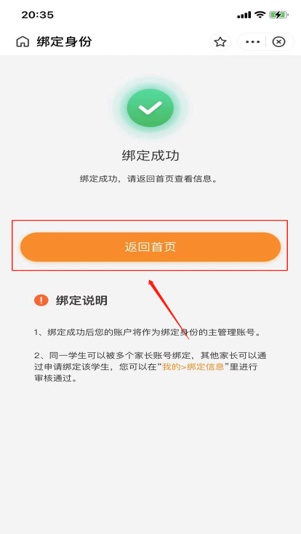 20:35
绑定身份
绑定成功
绑定成功，请返回首页查看信息。
返回首页
绑定说明
1、绑定成功后您的账户将作为绑定身份的主管理账号。
2、同一学生可以被多个家长账号绑定，其他家长可以通
过申请绑定该学生，您可以在“我的>绑定信息”里进行
审核通过。